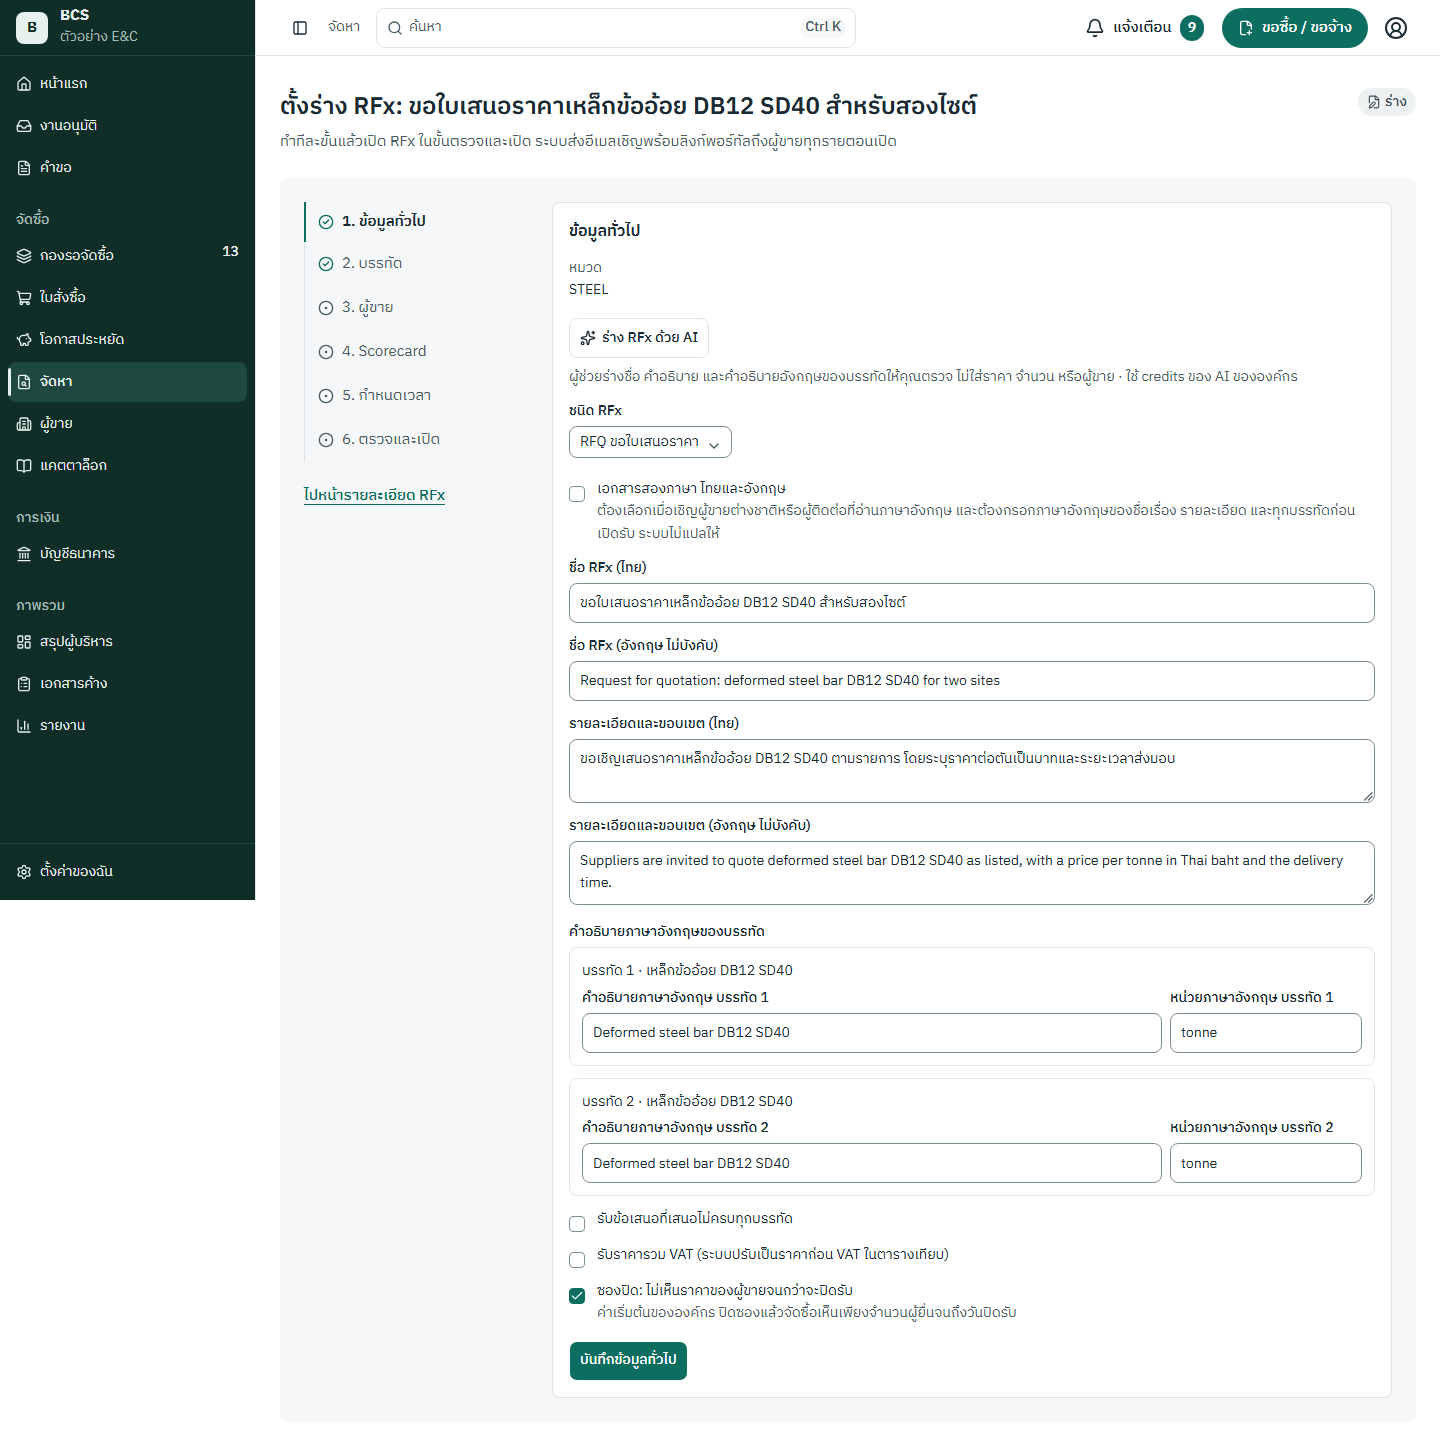 B
BCS
ตัวอย่าง E&C
จัดหา
ค้นหา
Ctrl K
แจ้งเตือน
9
ขอซื้อ / ขอจ้าง
หน้าแรก
งานอนุมัติ
คำขอ
จัดซื้อ
กองรอจัดซื้อ
13
ใบสั่งซื้อ
โอกาสประหยัด
จัดหา
ผู้ขาย
แคตตาล็อก
การเงิน
บัญชีธนาคาร
ภาพรวม
สรุปผู้บริหาร
เอกสารค้าง
รายงาน
ตั้งค่าของฉัน
ตั้งร่าง RFx: ขอใบเสนอราคาเหล็กข้ออ้อย DB12 SD40 สำหรับสองไซต์
ร่าง
ทำทีละขั้นแล้วเปิด RFx ในขั้นตรวจและเปิด ระบบส่งอีเมลเชิญพร้อมลิงก์พอร์ทัลถึงผู้ขายทุกรายตอนเปิด
1. ข้อมูลทั่วไป
2. บรรทัด
3. ผู้ขาย
4. Scorecard
5. กำหนดเวลา
6. ตรวจและเปิด
ไปหน้ารายละเอียด RFx
ข้อมูลทั่วไป
หมวด
STEEL
ร่าง RFx ด้วย AI
ผู้ช่วยร่างชื่อ คำอธิบาย และคำอธิบายอังกฤษของบรรทัดให้คุณตรวจ ไม่ใส่ราคา จำนวน หรือผู้ขาย · ใช้ credits ของ AI ขององค์กร
ชนิด RFx
RFQ ขอใบเสนอราคา
เอกสารสองภาษา ไทยและอังกฤษ
ต้องเลือกเมื่อเชิญผู้ขายต่างชาติหรือผู้ติดต่อที่อ่านภาษาอังกฤษ และต้องกรอกภาษาอังกฤษของชื่อเรื่อง รายละเอียด และทุกบรรทัดก่อน
เปิดรับ ระบบไม่แปลให้
ชื่อ RFx (ไทย)
ขอใบเสนอราคาเหล็กข้ออ้อย DB12 SD40 สำหรับสองไซต์
ชื่อ RFx (อังกฤษ ไม่บังคับ)
Request for quotation: deformed steel bar DB12 SD40 for two sites
รายละเอียดและขอบเขต (ไทย)
ขอเชิญเสนอราคาเหล็กข้ออ้อย DB12 SD40 ตามรายการ โดยระบุราคาต่อตันเป็นบาทและระยะเวลาส่งมอบ
รายละเอียดและขอบเขต (อังกฤษ ไม่บังคับ)
Suppliers are invited to quote deformed steel bar DB12 SD40 as listed, with a price per tonne in Thai baht and the delivery
time.
คำอธิบายภาษาอังกฤษของบรรทัด
บรรทัด 1 · เหล็กข้ออ้อย DB12 SD40
คำอธิบายภาษาอังกฤษ บรรทัด 1
หน่วยภาษาอังกฤษ บรรทัด 1
Deformed steel bar DB12 SD40
tonne
บรรทัด 2 · เหล็กข้ออ้อย DB12 SD40
คำอธิบายภาษาอังกฤษ บรรทัด 2
หน่วยภาษาอังกฤษ บรรทัด 2
Deformed steel bar DB12 SD40
tonne
รับข้อเสนอที่เสนอไม่ครบทุกบรรทัด
รับราคารวม VAT (ระบบปรับเป็นราคาก่อน VAT ในตารางเทียบ)
ซองปิด: ไม่เห็นราคาของผู้ขายจนกว่าจะปิดรับ
ค่าเริ่มต้นขององค์กร ปิดซองแล้วจัดซื้อเห็นเพียงจำนวนผู้ยื่นจนถึงวันปิดรับ
บันทึกข้อมูลทั่วไป